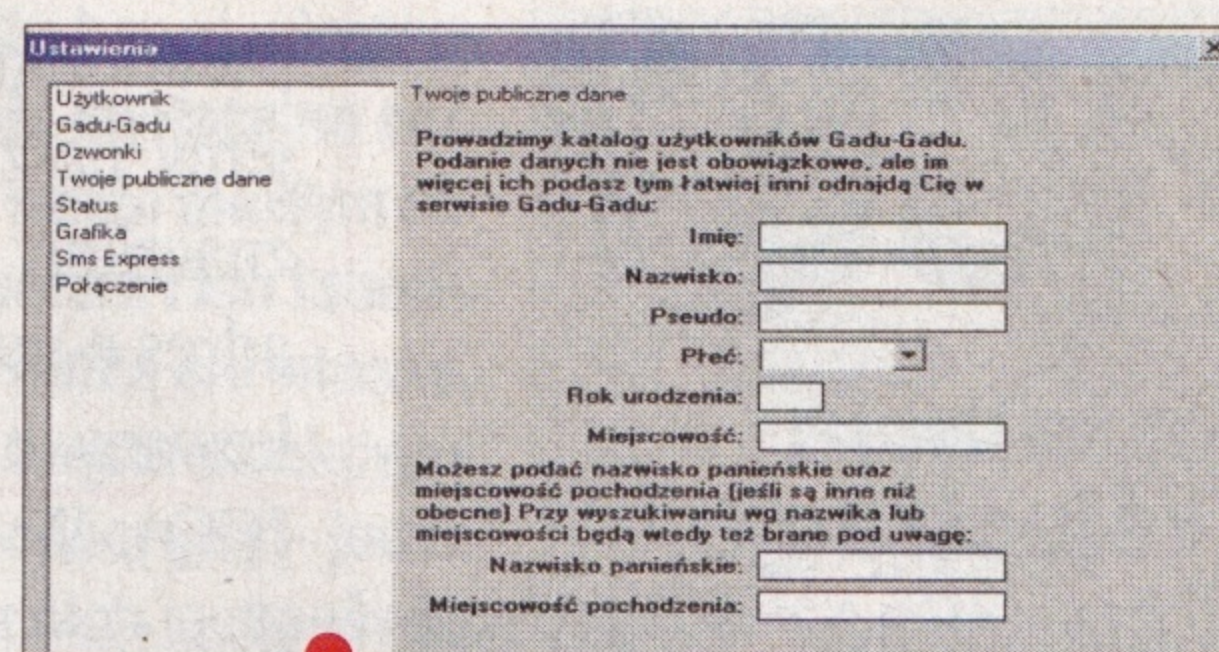 Ustawienia
Użytkownik
Gadu-Gadu
Dzwonki
Twoje publiczne dane
Status
Grafika
Sms Express
Połączenie
Twoje publiczne dane
Prowadzimy katalog użytkowników Gadu-Gadu.
Podanie danych nie jest obowiązkowe, ale im
więcej ich podasz tym łatwiej inni odnajdą Cię w
serwisie Gadu-Gadu:
Imię:
Nazwisko:
Pseudo:
Płeć:
Rok urodzenia:
Miejscowość:
Możesz podać nazwisko panieńskie oraz
miejscowość pochodzenia (jeśli są inne niż
obecne) Przy wyszukiwaniu wg nazwika lub
miejscowości będą wtedy też brane pod uwagę:
Nazwisko panieńskie:
Miejscowość pochodzenia: